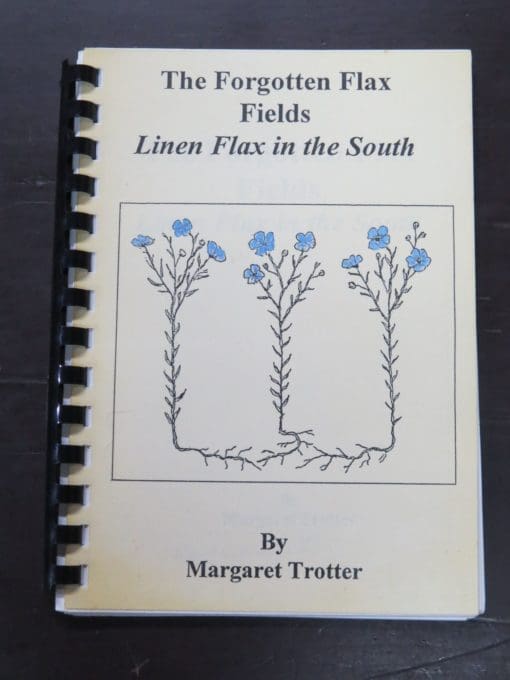 The Forgotten Flax
Fields
Linen Flax in the South
By
Margaret Trotter